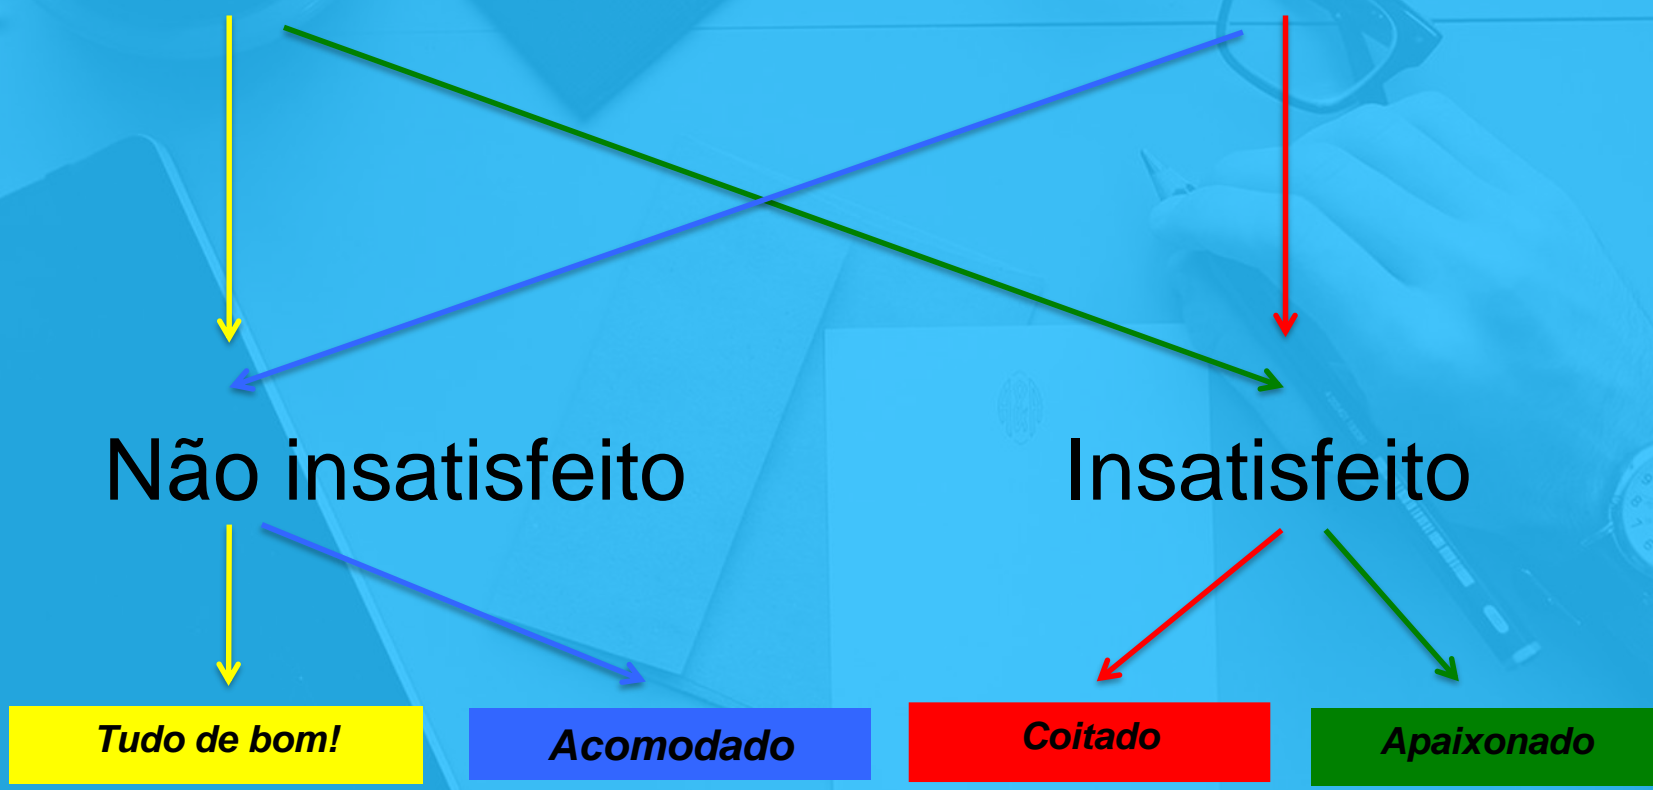 Não insatisfeito
Insatisfeito
Tudo de bom!
Acomodado
Coitado
Apaixonado